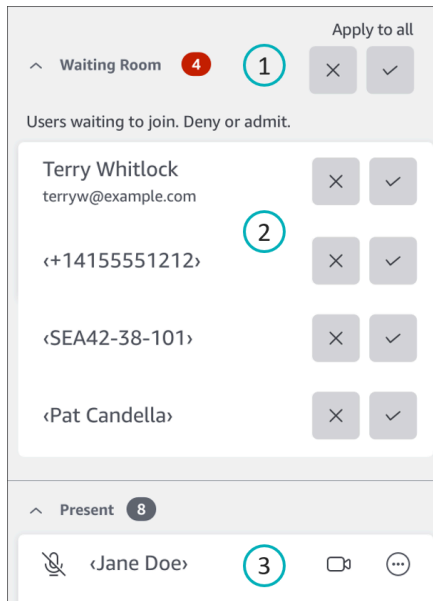 Apply to all
Waiting Room 4 1
Users waiting to join. Deny or admit.
Terry Whitlock
terryw@example.com
2
‹+14155551212›
‹SEA42-38-101›
‹Pat Candella›
Present 8
‹Jane Doe› 3